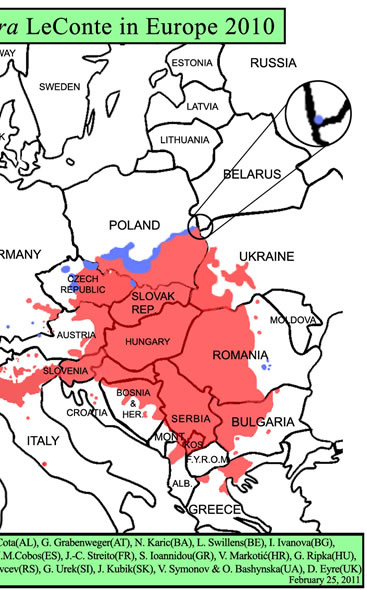 ra LeConte in Europe 2010
WAY
ESTONIA
RUSSIA
SWEDEN
LATVIA
K
LITHUANIA
BELARUS
POLAND
RMANY
UKRAINE
CZECH
REPUBLIC
SLOVAK
REP
MOLDOVA
AUSTRIA
HUNGARY
ROMANIA
SLOVENIA
BOSNIA
&
HER.
CROATIA
SERBIA
BULGARIA
ITALY
MONT.
KOS.
F.Y.R.O.M
ALB.
GREECE
Cota(AL), G. Grabenweger(AT), N. Karic(BA), L. Swillens(BE), I. Ivanova(BG),
.M.Cobos(ES), J.-C. Streito(FR), S. Ioannidou(GR), V. Marković(HR), G. Ripka(HU),
vcev(RS), G. Urek(SI), J. Kubik(SK), V. Symonov & O. Bashynska(UA), D. Eyre(UK)
February 25, 2011